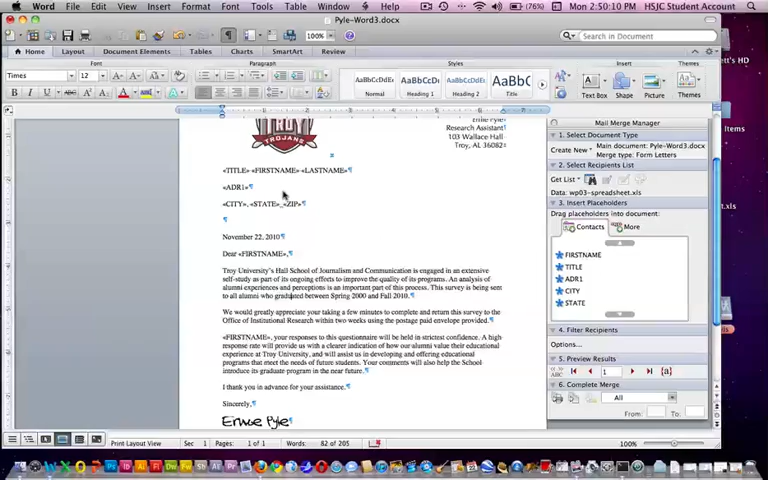 Word File Edit View Insert Format Font Tools Table Window Help (76%) Mon 2:50:10 PM HSJC Student Account
Pyle-Word3.docx
100% Search in Document
Home Layout Document Elements Tables Charts SmartArt Review
Font Paragraph Styles Insert Themes
Times 12
AaBbCcDdEe AaBbCcDc AaBbCcDc AaBbC
Normal Heading 1 Heading 2 Title Text Box Shape Picture Themes
Ernie Pyle
Research Assistant
103 Wallace Hall
Troy, AL 36082
TROY
TROJANS
«TITLE» «FIRSTNAME» «LASTNAME»¶
«ADR1»¶
«CITY», «STATE», «ZIP»¶
¶
November 22, 2010¶
Dear «FIRSTNAME»,¶
Troy University's Hall School of Journalism and Communication is engaged in an extensive
self-study as part of its ongoing efforts to improve the quality of its programs. An analysis of
alumni experiences and perceptions is an important part of this process. This survey is being sent
to all alumni who graduated between Spring 2000 and Fall 2010.¶
We would greatly appreciate your taking a few minutes to complete and return this survey to the
Office of Institutional Research within two weeks using the postage paid envelope provided.¶
«FIRSTNAME», your responses to this questionnaire will be held in strictest confidence. A high
response rate will provide us with a clearer indication of how our alumni value their educational
experience at Troy University, and will assist us in developing and offering educational
programs that meet the needs of future students. Your comments will also help the School
introduce its graduate program in the near future.¶
I thank you in advance for your assistance.¶
Sincerely,¶
Ernie Pyle¶
Mail Merge Manager
1. Select Document Type
Create New Main document: Pyle-Word3.docx
Merge type: Form Letters
2. Select Recipients List
Get List
Data: wp03-spreadsheet.xls
3. Insert Placeholders
Drag placeholders into document:
Contacts More
FIRSTNAME
TITLE
ADR1
CITY
STATE
4. Filter Recipients
Options...
5. Preview Results
ABC 1 {a}
6. Complete Merge
All
From: To:
Print Layout View Sec 1 Pages: 1 of 1 Words: 82 of 205 100%